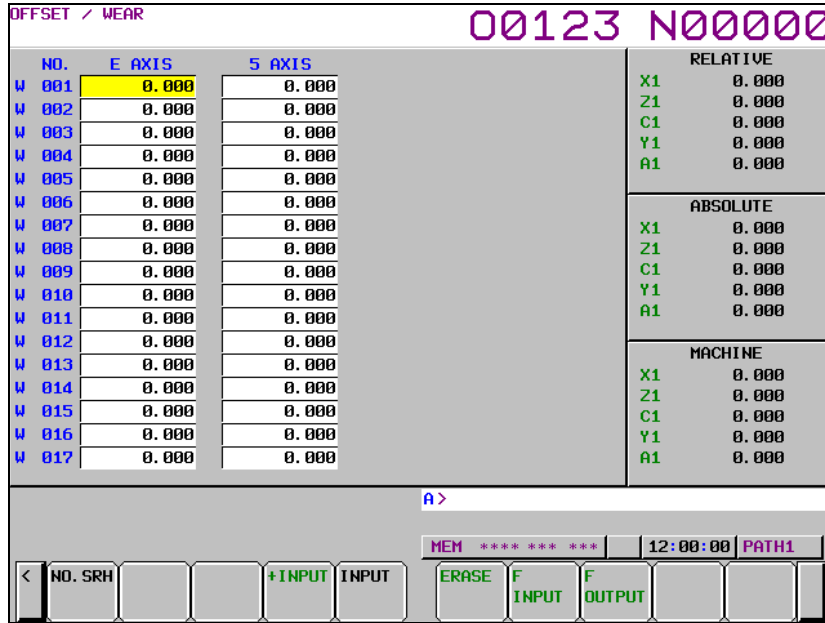 OFFSET / WEAR
O0123 N00000
NO. E AXIS 5 AXIS
W 001 0.000 0.000
W 002 0.000 0.000
W 003 0.000 0.000
W 004 0.000 0.000
W 005 0.000 0.000
W 006 0.000 0.000
W 007 0.000 0.000
W 008 0.000 0.000
W 009 0.000 0.000
W 010 0.000 0.000
W 011 0.000 0.000
W 012 0.000 0.000
W 013 0.000 0.000
W 014 0.000 0.000
W 015 0.000 0.000
W 016 0.000 0.000
W 017 0.000 0.000
RELATIVE
X1 0.000
Z1 0.000
C1 0.000
Y1 0.000
A1 0.000
ABSOLUTE
X1 0.000
Z1 0.000
C1 0.000
Y1 0.000
A1 0.000
MACHINE
X1 0.000
Z1 0.000
C1 0.000
Y1 0.000
A1 0.000
A>
MEM **** *** *** 12:00:00 PATH1
< NO.SRH +INPUT INPUT ERASE F INPUT F OUTPUT